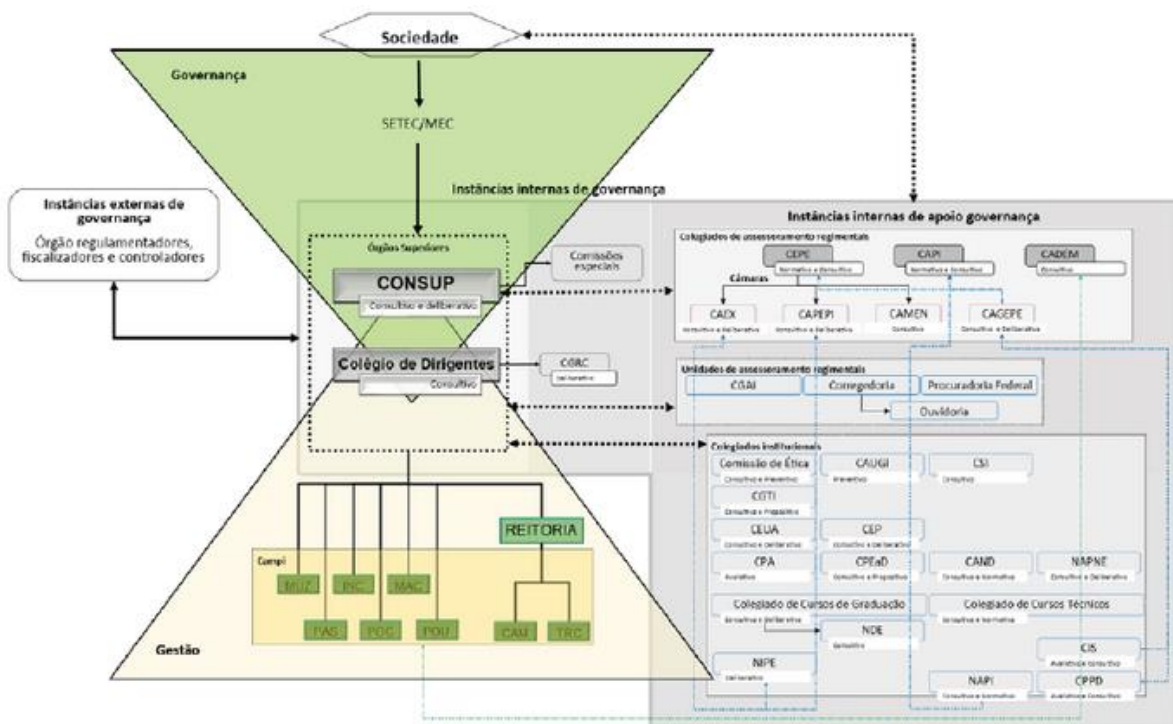 Sociedade
Governança
SETEC/MEC
Instâncias internas de governança
Instâncias externas de
governança
Órgão regulamentadores,
fiscalizadores e controladores
Órgãos Superiores
CONSUP
Consultivo e deliberativo
Comissões
especiais
Colégio de Dirigentes
Consultivo
CGRC
Deliberativo
Instâncias internas de apoio governança
Colegiados de assessoramento regimentais
CEPE
Normativo e Consultivo
CAPI
Normativo e Consultivo
CADEM
Consultivo
Câmaras
CAEX
Consultivo e Deliberativo
CAPEPI
Consultivo e Deliberativo
CAMEN
Consultivo
CAGEPE
Consultivo e Deliberativo
Unidades de assessoramento regimentais
CGAI
Corregedoria
Procuradoria Federal
Ouvidoria
Colegiados institucionais
Comissão de Ética
Consultivo e Preventivo
CAUGI
Preventivo
CSI
Consultivo
CGTI
Consultivo e Propositivo
CEUA
Consultivo e Deliberativo
CEP
Consultivo e Deliberativo
CPA
Avaliativo
CPEaD
Consultivo e Propositivo
CAND
Consultivo e Normativo
NAPNE
Consultivo e Deliberativo
Colegiado de Cursos de Graduação
Consultivo e Deliberativo
Colegiado de Cursos Técnicos
Consultivo e Normativo
NDE
Consultivo
CIS
Avaliativo e Consultivo
NIPE
Deliberativo
NAPI
Consultivo e Normativo
CPPD
Avaliativo e Consultivo
REITORIA
Campi
MUZ
INC
MAC
PAS
POC
POU
CAM
TRC
Gestão